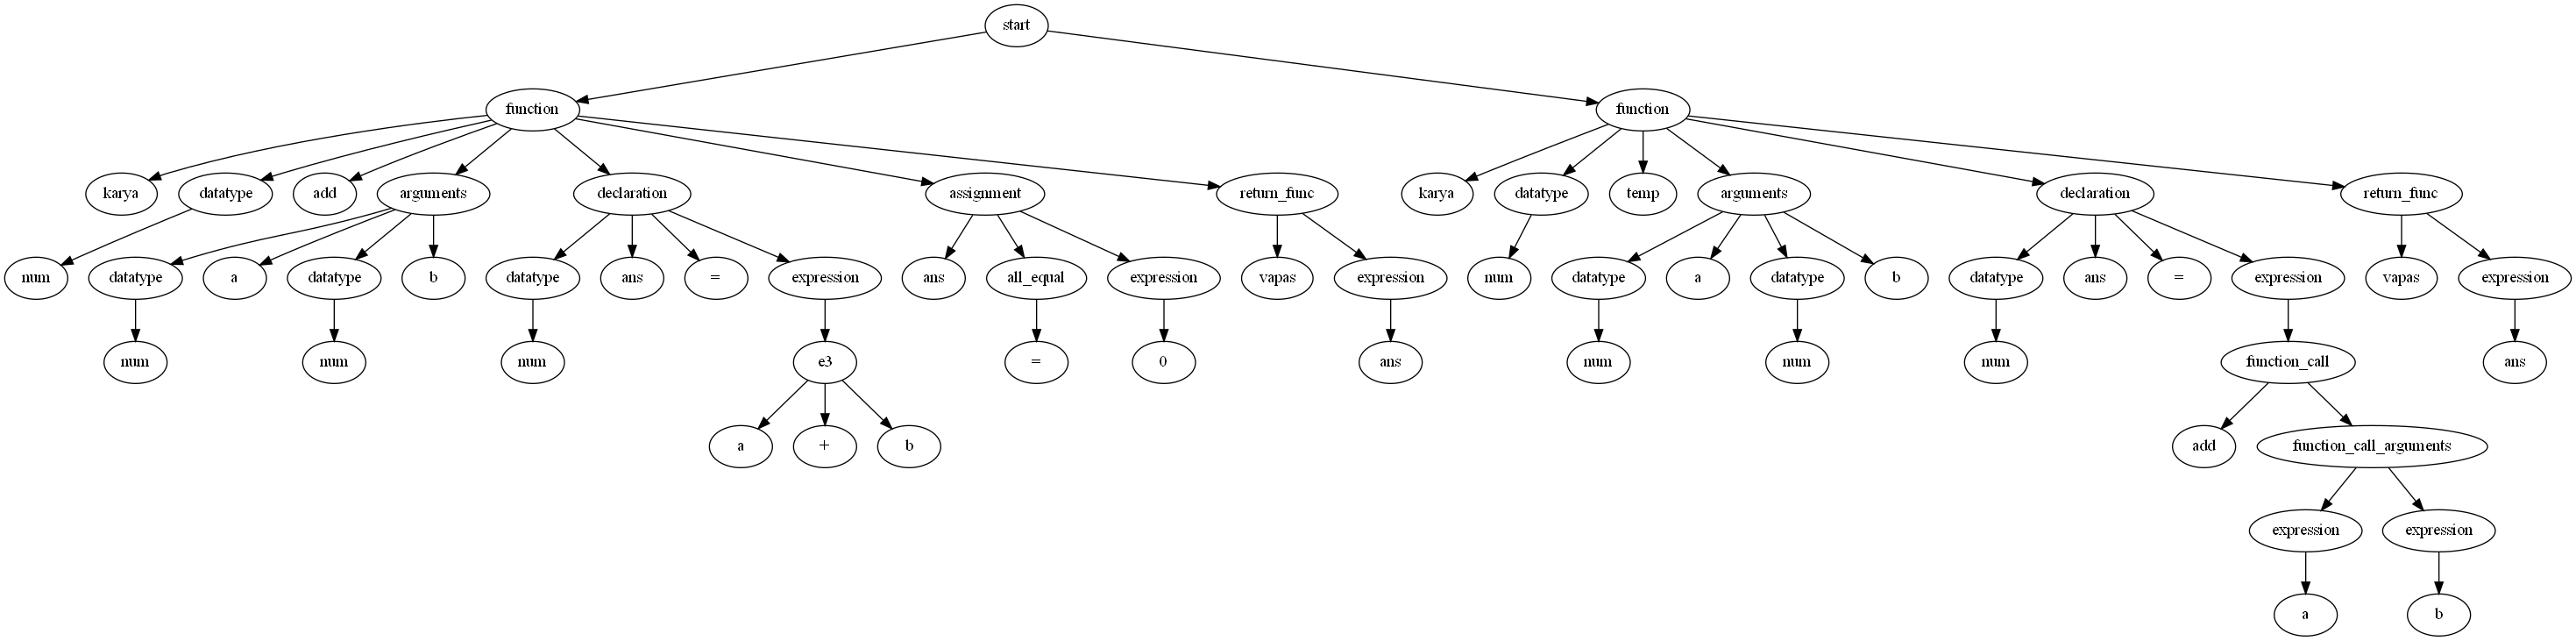 start
function function
karya datatype add arguments declaration assignment return_func karya datatype temp arguments declaration return_func
num datatype a datatype b datatype ans = expression ans all_equal expression vapas expression num datatype a datatype b datatype ans = expression vapas expression
num num num e3 = 0 ans num num num function_call ans
a + b add function_call_arguments
expression expression
a b